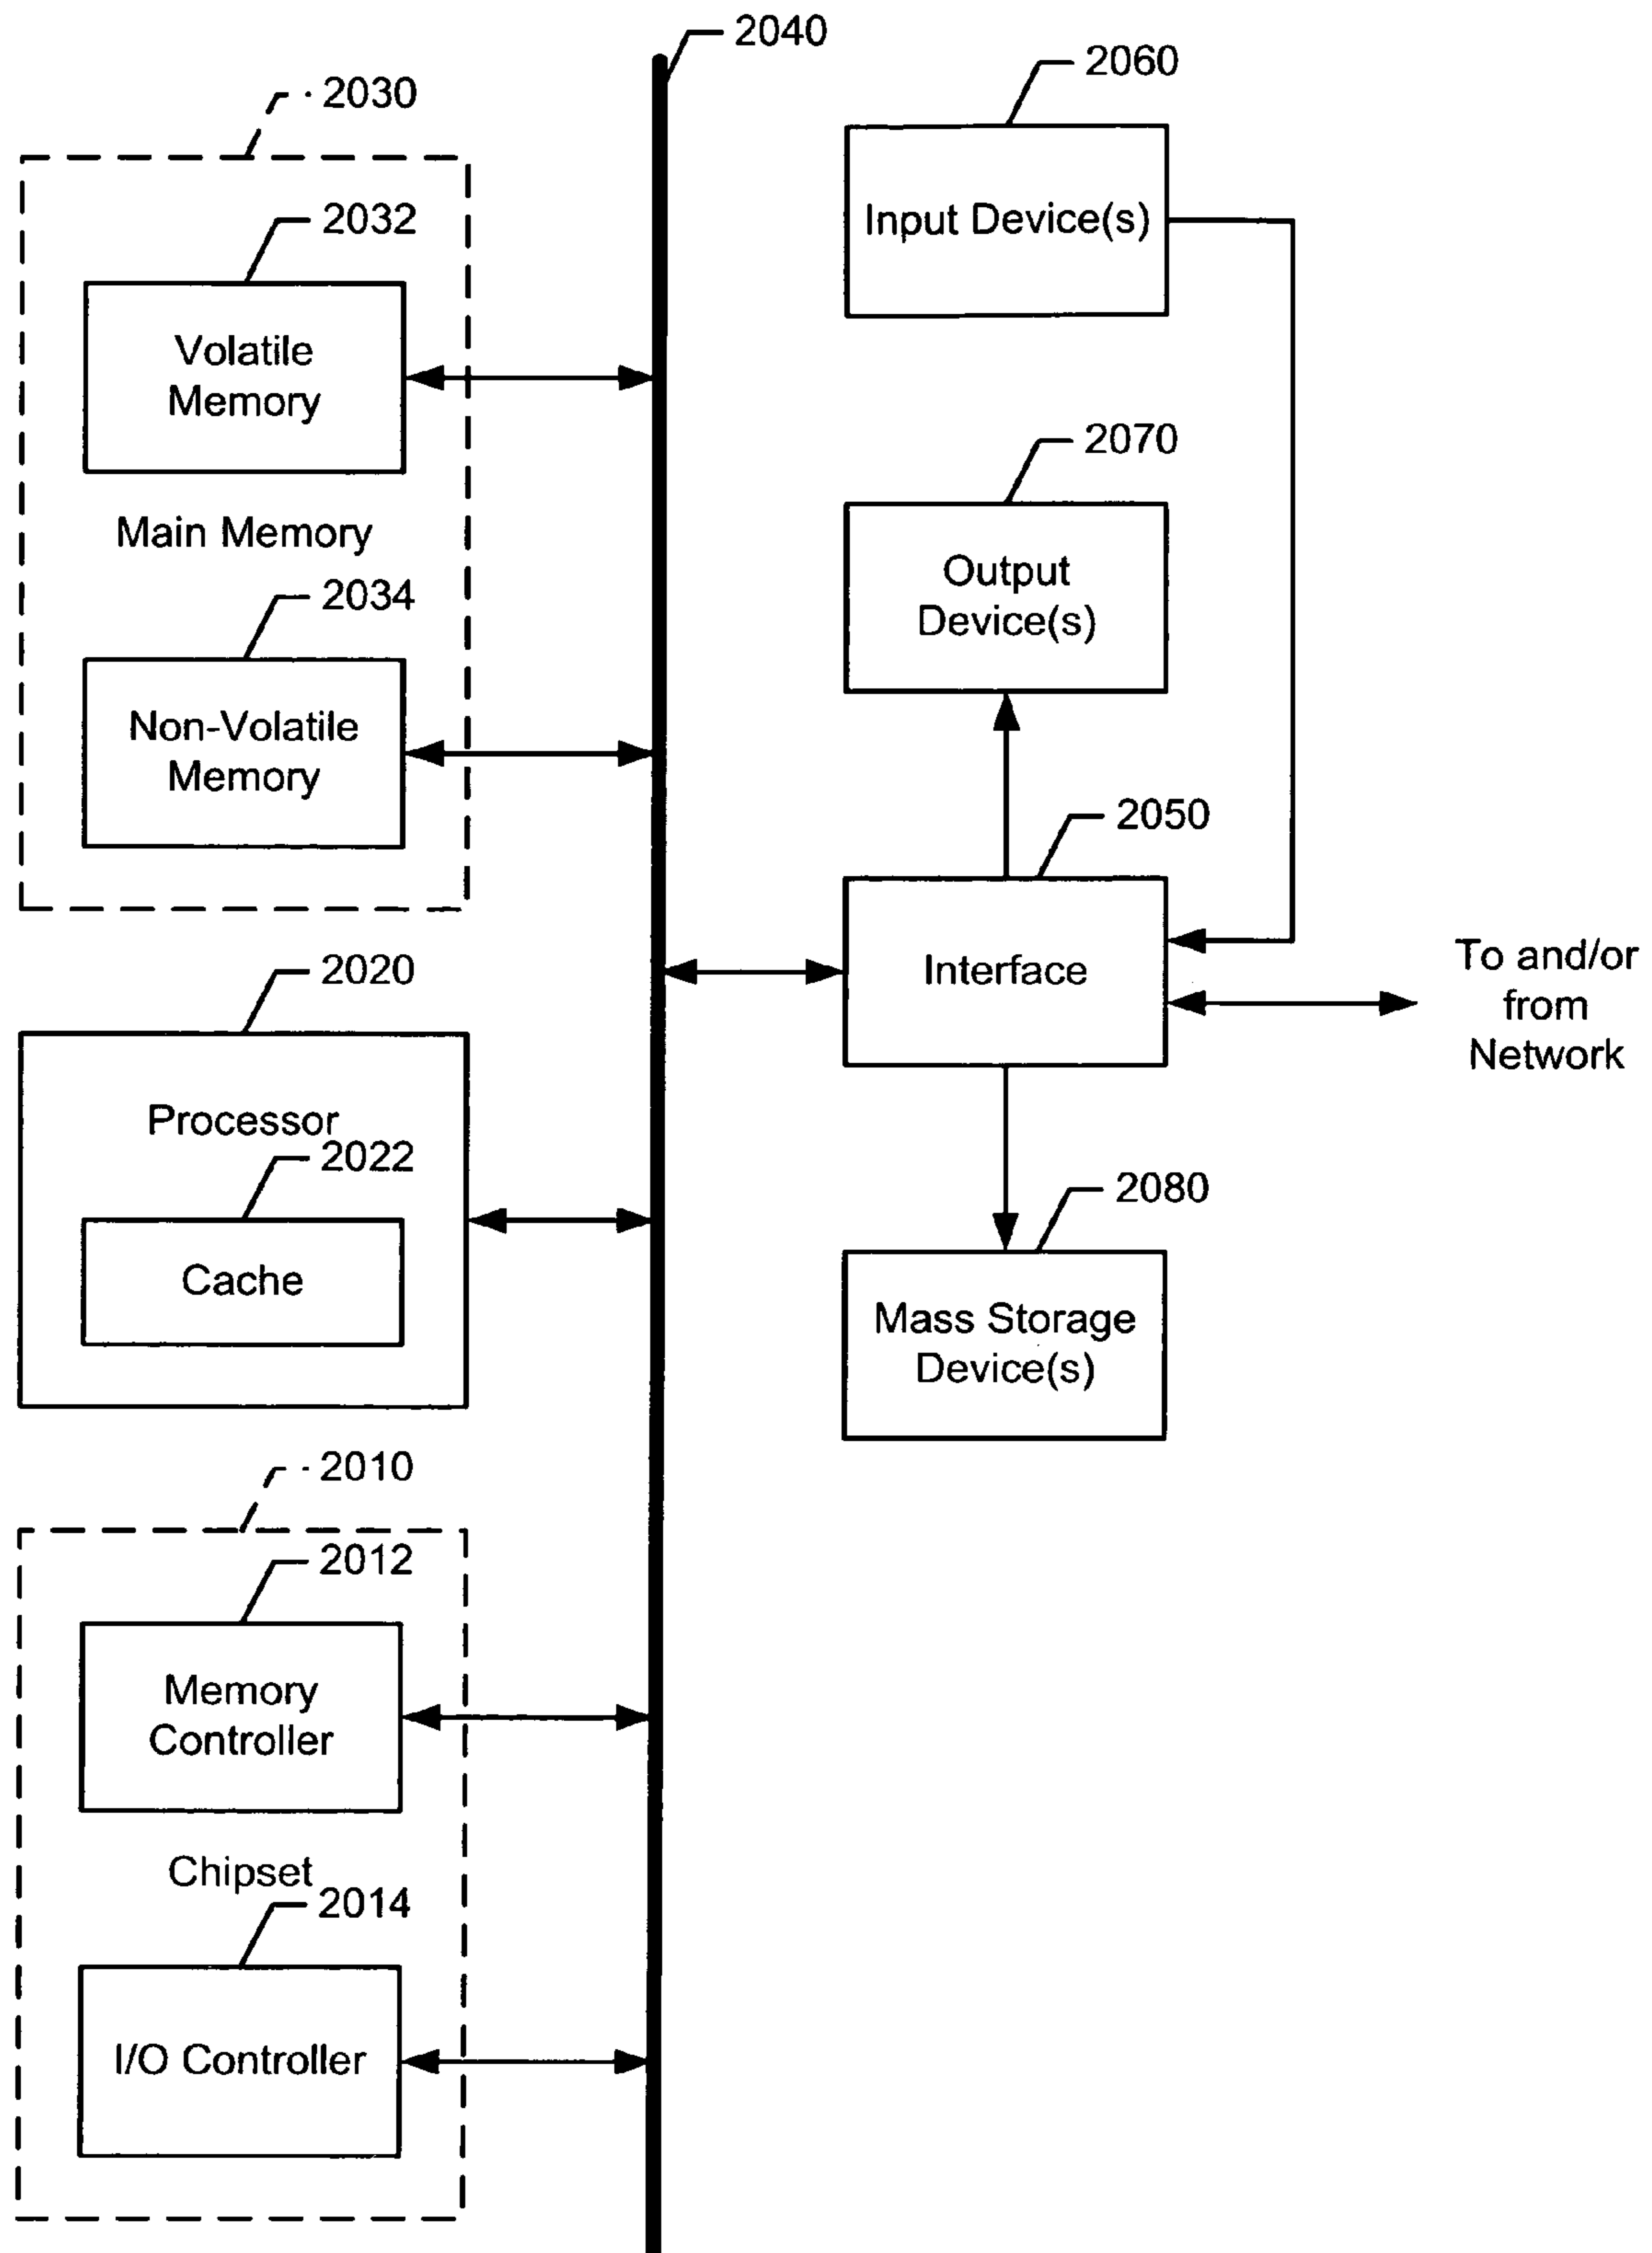 2040
2060
2030
2032
Input Device(s)
Volatile
Memory
2070
Main Memory
Output
Device(s)
2034
Non-Volatile
Memory
2050
Interface
To and/or
from
Network
2020
Processor
2022
Cache
2080
Mass Storage
Device(s)
2010
2012
Memory
Controller
Chipset
2014
I/O Controller